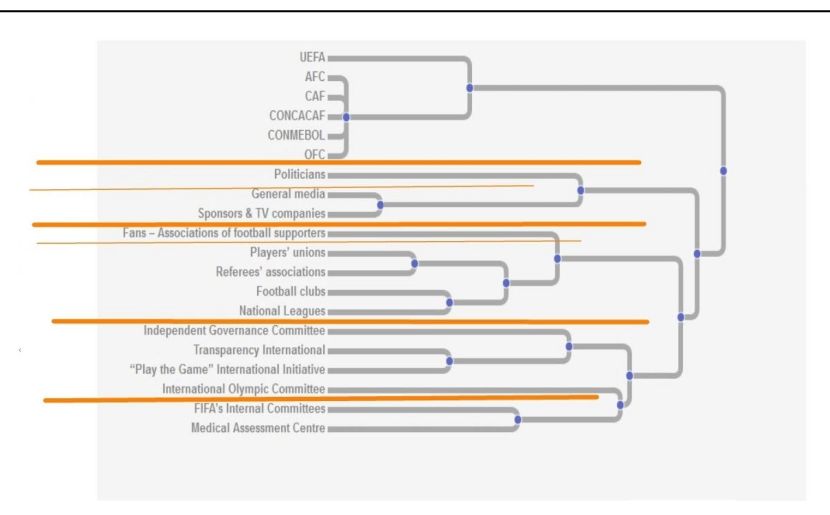 UEFA
AFC
CAF
CONCACAF
CONMEBOL
OFC
Politicians
General media
Sponsors & TV companies
Fans – Associations of football supporters
Players' unions
Referees' associations
Football clubs
National Leagues
Independent Governance Committee
Transparency International
“Play the Game” International Initiative
International Olympic Committee
FIFA's Internal Committees
Medical Assessment Centre